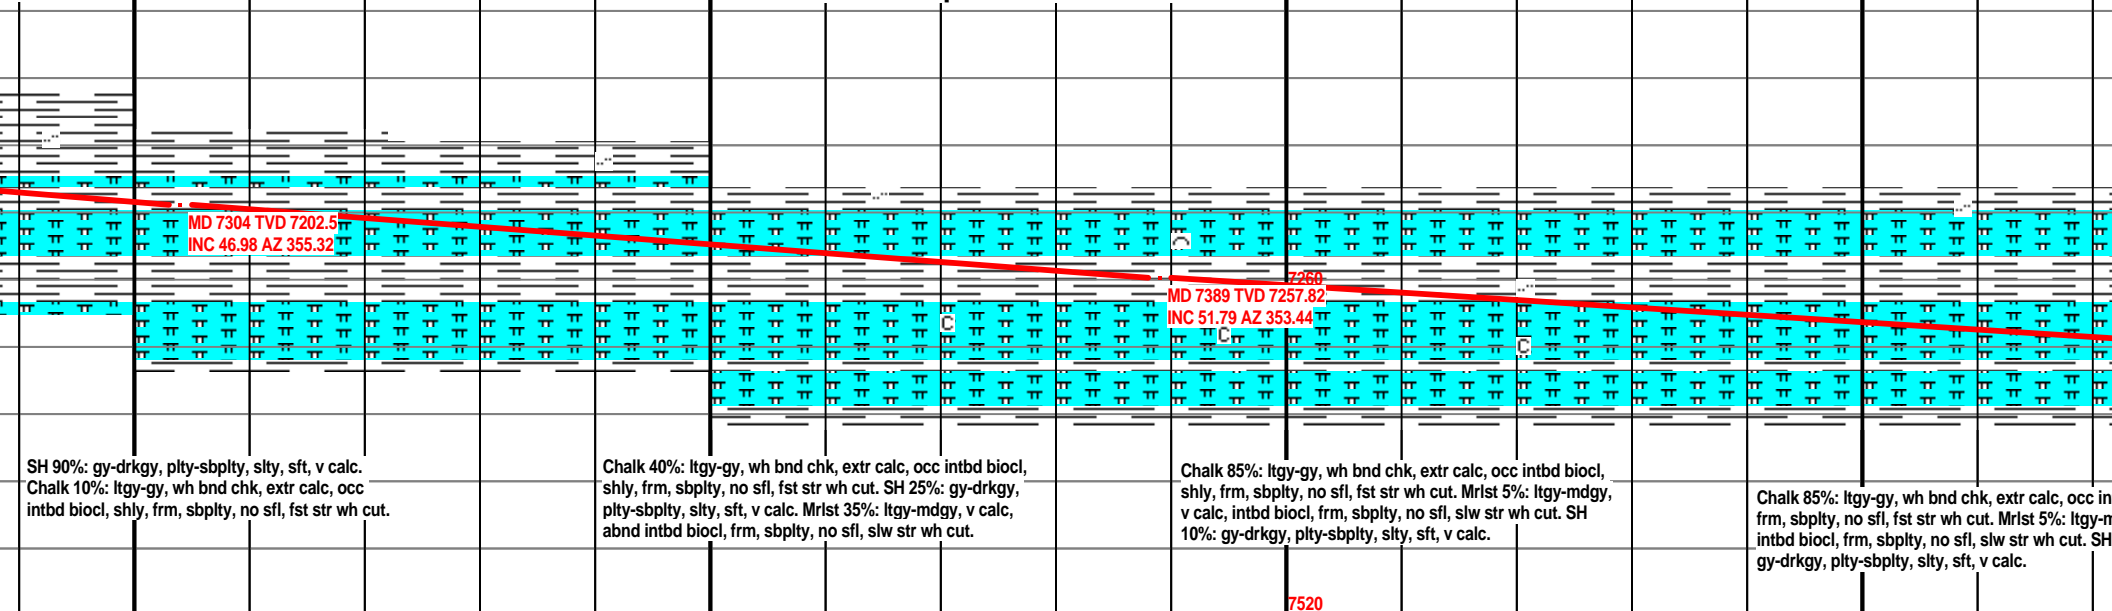 MD 7304 TVD 7202.5
INC 46.98 AZ 355.32
7260
MD 7389 TVD 7257.82
INC 51.79 AZ 353.44
C
C
C
SH 90%: gy-drkgy, plty-sbplty, slty, sft, v calc.
Chalk 10%: ltgy-gy, wh bnd chk, extr calc, occ
intbd biocl, shly, frm, sbplty, no sfl, fst str wh cut.
Chalk 40%: ltgy-gy, wh bnd chk, extr calc, occ intbd biocl,
shly, frm, sbplty, no sfl, fst str wh cut. SH 25%: gy-drkgy,
plty-sbplty, slty, sft, v calc. Mrlst 35%: ltgy-mdgy, v calc,
abnd intbd biocl, frm, sbplty, no sfl, slw str wh cut.
Chalk 85%: ltgy-gy, wh bnd chk, extr calc, occ intbd biocl,
shly, frm, sbplty, no sfl, fst str wh cut. Mrlst 5%: ltgy-mdgy,
v calc, intbd biocl, frm, sbplty, no sfl, slw str wh cut. SH
10%: gy-drkgy, plty-sbplty, slty, sft, v calc.
Chalk 85%: ltgy-gy, wh bnd chk, extr calc, occ in
frm, sbplty, no sfl, fst str wh cut. Mrlst 5%: ltgy-m
intbd biocl, frm, sbplty, no sfl, slw str wh cut. SH
gy-drkgy, plty-sbplty, slty, sft, v calc.
7520